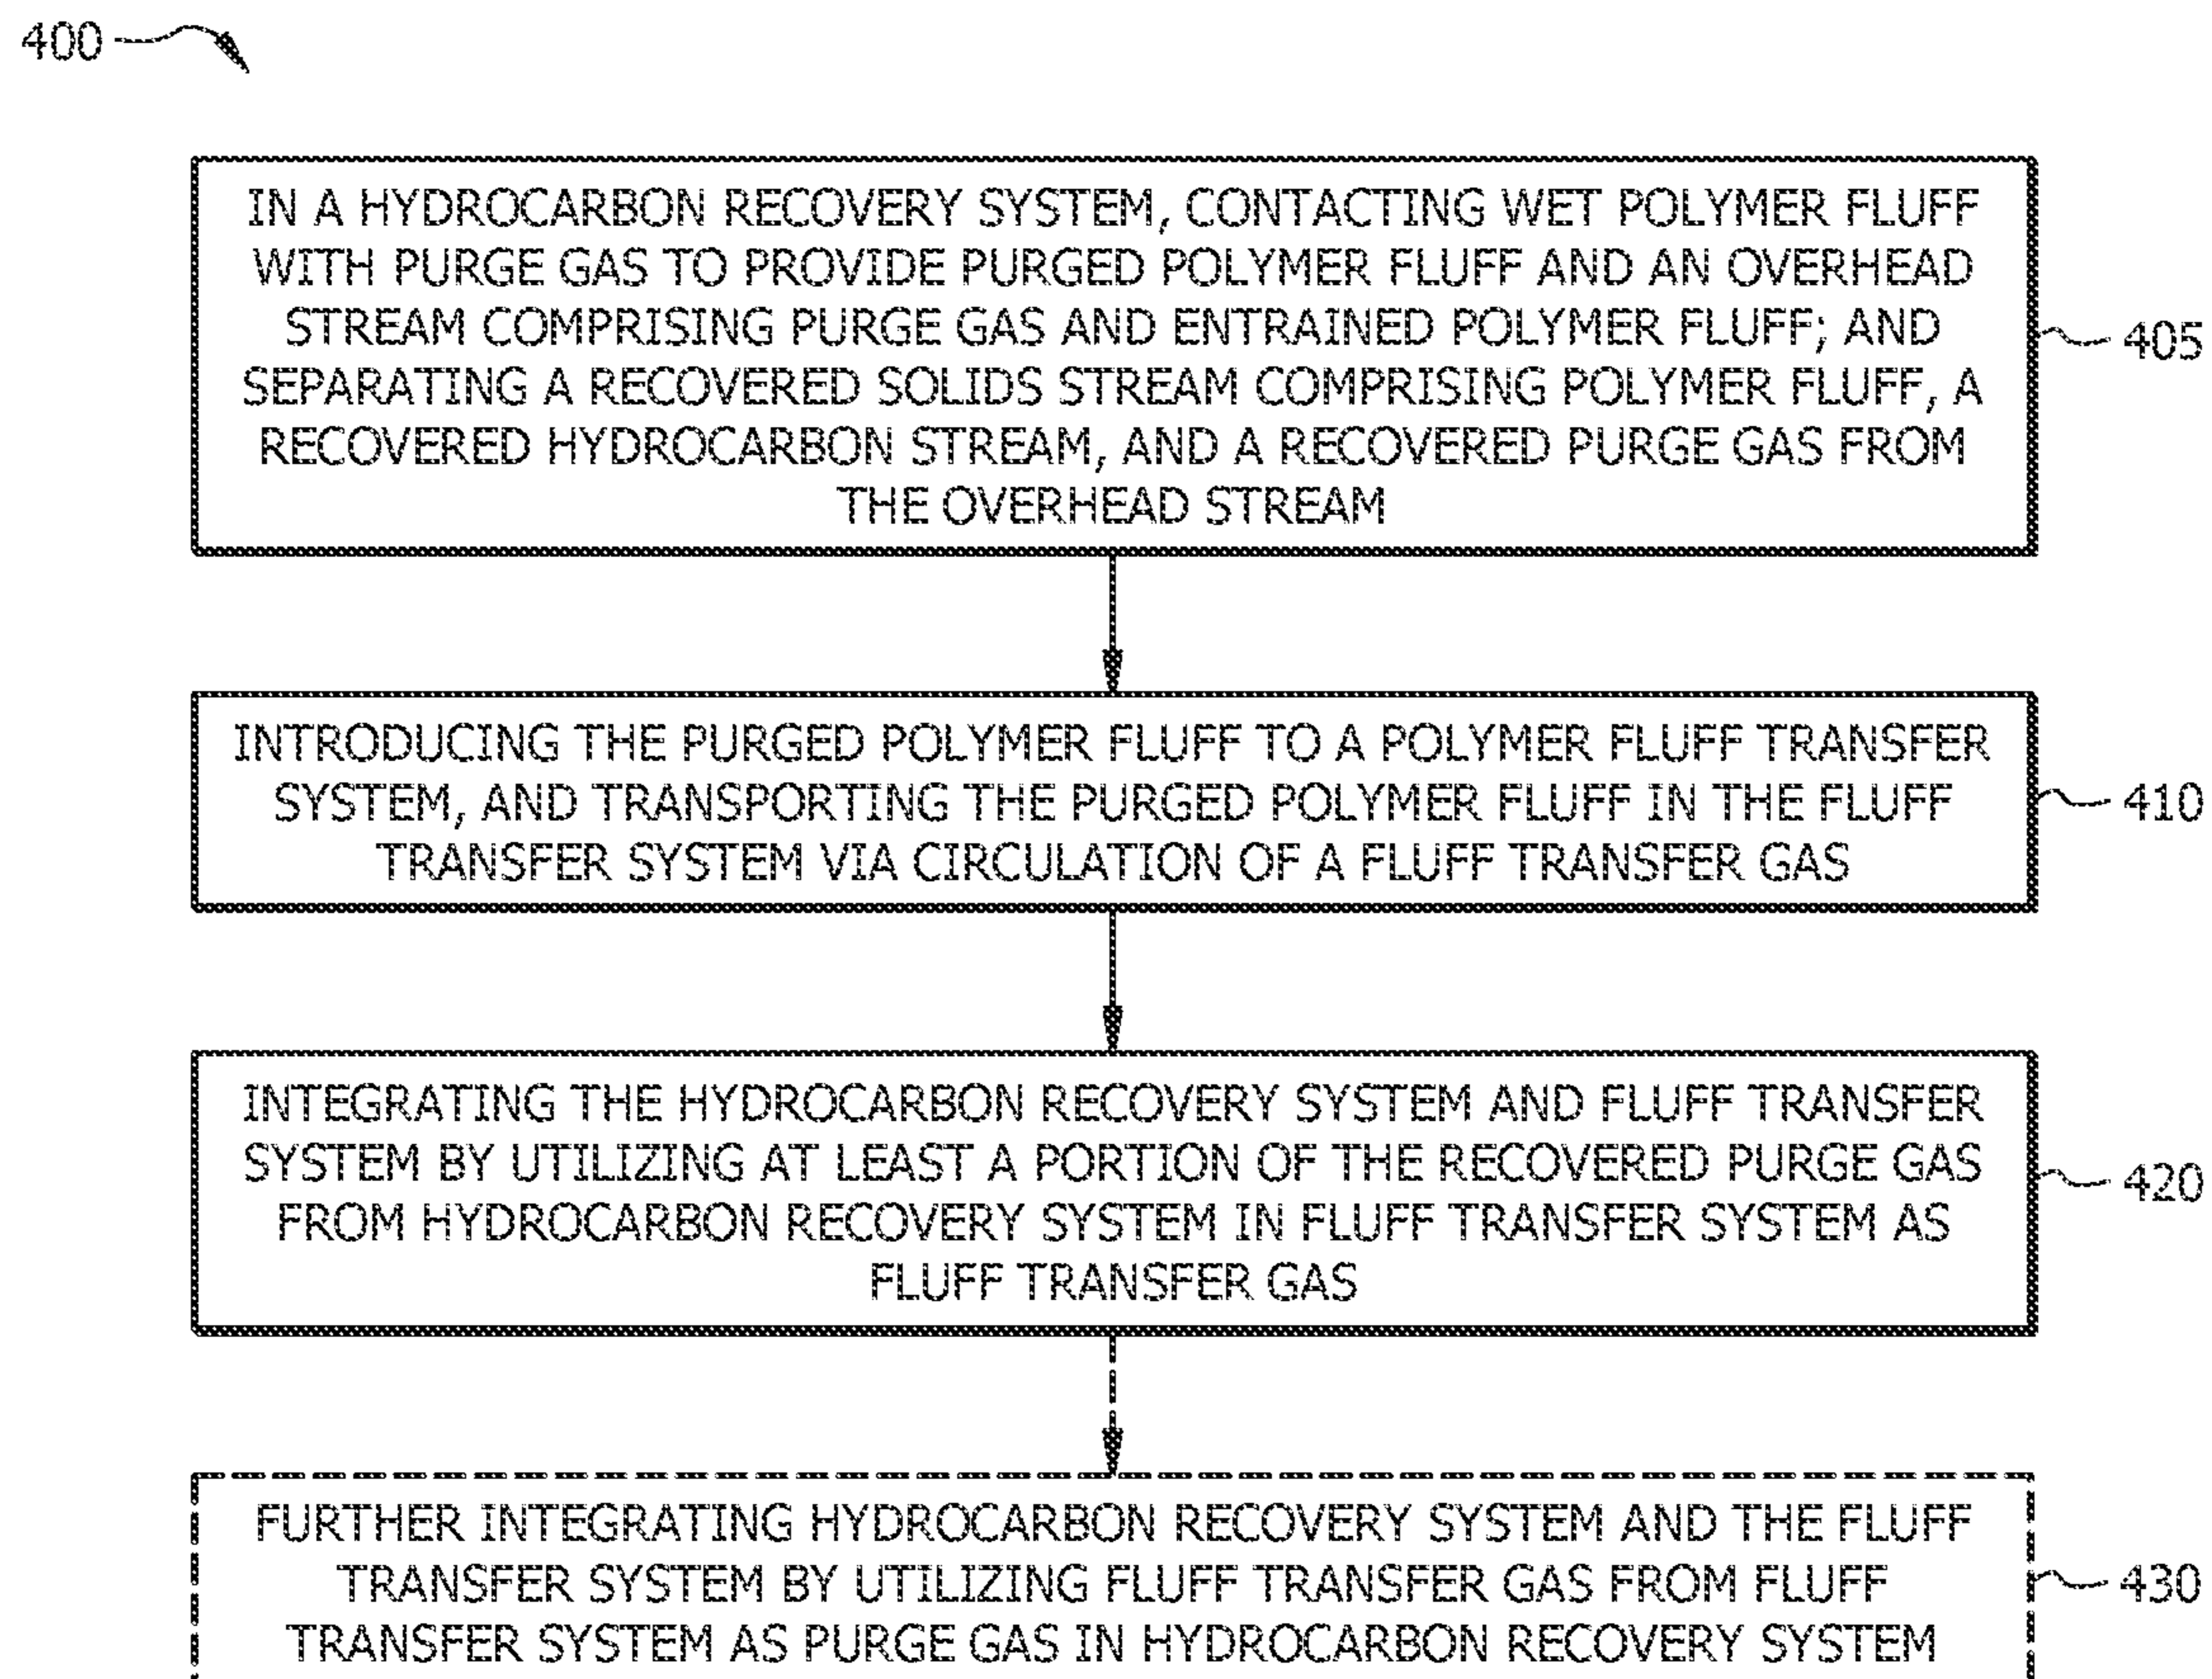 400
IN A HYDROCARBON RECOVERY SYSTEM, CONTACTING WET POLYMER FLUFF
WITH PURGE GAS TO PROVIDE PURGED POLYMER FLUFF AND AN OVERHEAD
STREAM COMPRISING PURGE GAS AND ENTRAINED POLYMER FLUFF; AND
SEPARATING A RECOVERED SOLIDS STREAM COMPRISING POLYMER FLUFF, A
RECOVERED HYDROCARBON STREAM, AND A RECOVERED PURGE GAS FROM
THE OVERHEAD STREAM
405
INTRODUCING THE PURGED POLYMER FLUFF TO A POLYMER FLUFF TRANSFER
SYSTEM, AND TRANSPORTING THE PURGED POLYMER FLUFF IN THE FLUFF
TRANSFER SYSTEM VIA CIRCULATION OF A FLUFF TRANSFER GAS
410
INTEGRATING THE HYDROCARBON RECOVERY SYSTEM AND FLUFF TRANSFER
SYSTEM BY UTILIZING AT LEAST A PORTION OF THE RECOVERED PURGE GAS
FROM HYDROCARBON RECOVERY SYSTEM IN FLUFF TRANSFER SYSTEM AS
FLUFF TRANSFER GAS
420
FURTHER INTEGRATING HYDROCARBON RECOVERY SYSTEM AND THE FLUFF
TRANSFER SYSTEM BY UTILIZING FLUFF TRANSFER GAS FROM FLUFF
TRANSFER SYSTEM AS PURGE GAS IN HYDROCARBON RECOVERY SYSTEM
430